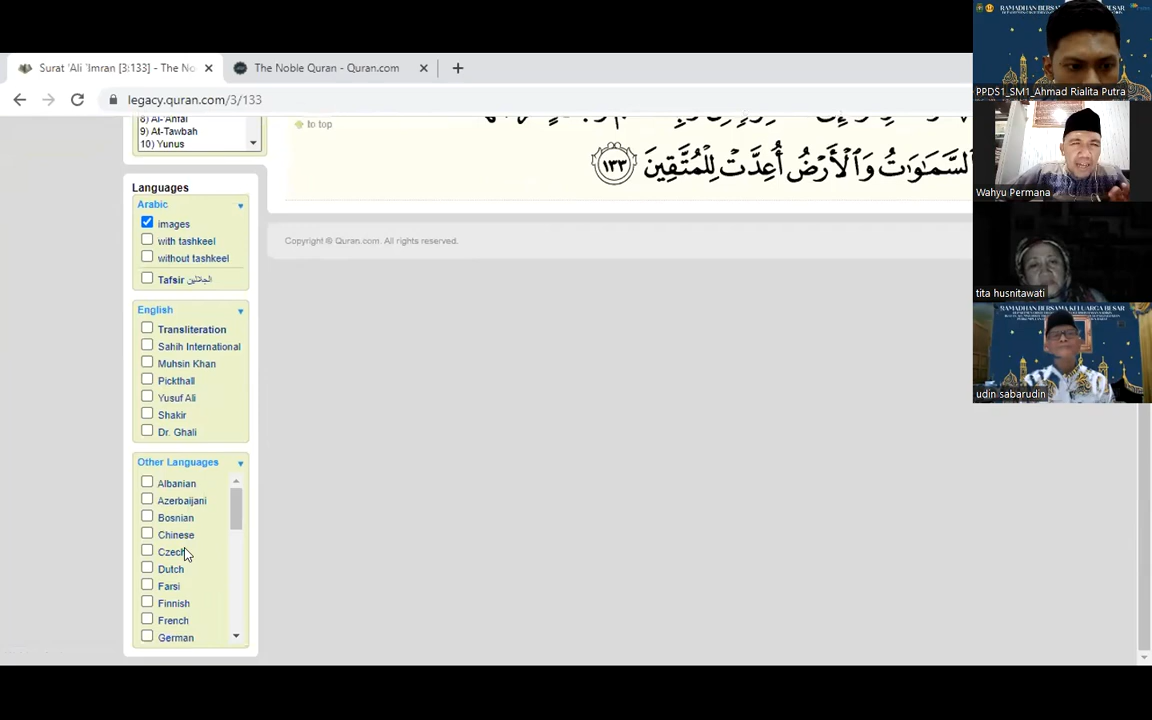 Surat 'Ali `Imran [3:133] - The No
The Noble Quran - Quran.com
legacy.quran.com/3/133
9) At-Tawbah
10) Yunus
to top
ٱلسَّمَـٰوَٰتُ وَٱلْأَرْضُ أُعِدَّتْ لِلْمُتَّقِينَ ١٣٣
Languages
Arabic
images
with tashkeel
without tashkeel
Tafsir الجلالين
Copyright © Quran.com. All rights reserved.
English
Transliteration
Sahih International
Muhsin Khan
Pickthall
Yusuf Ali
Shakir
Dr. Ghali
Other Languages
Albanian
Azerbaijani
Bosnian
Chinese
Czech
Dutch
Farsi
Finnish
French
German
PPDS1_SM1_Ahmad Rialita Putra
Wahyu Permana
tita husnitawati
RAMADHAN BERSAMA KELUARGA BESAR
udin sabarudin